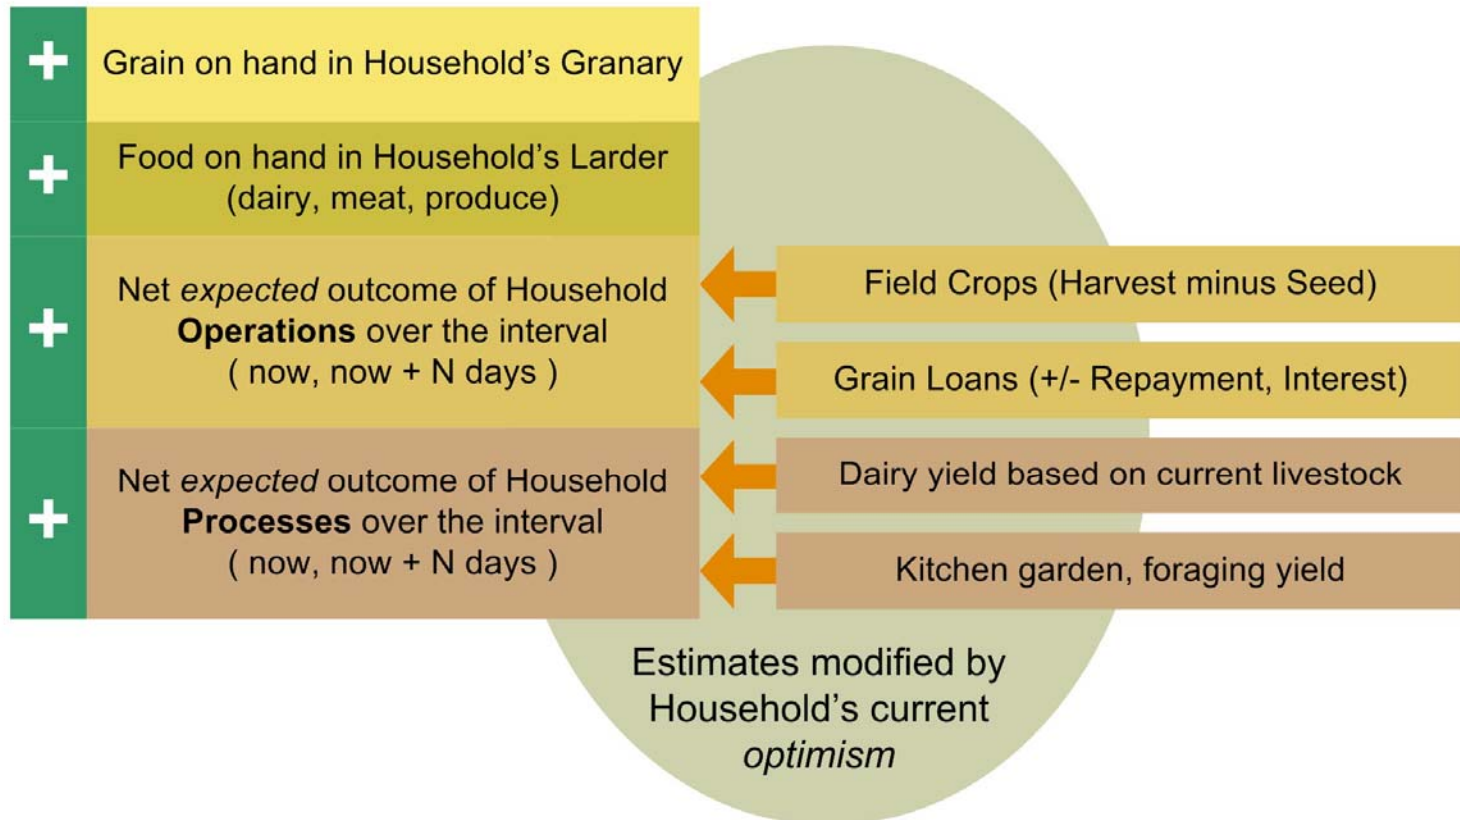 + Grain on hand in Household's Granary
+ Food on hand in Household's Larder
(dairy, meat, produce)
+ Net expected outcome of Household
Operations over the interval
( now, now + N days )
Field Crops (Harvest minus Seed)
Grain Loans (+/- Repayment, Interest)
+ Net expected outcome of Household
Processes over the interval
( now, now + N days )
Dairy yield based on current livestock
Kitchen garden, foraging yield
Estimates modified by
Household's current
optimism